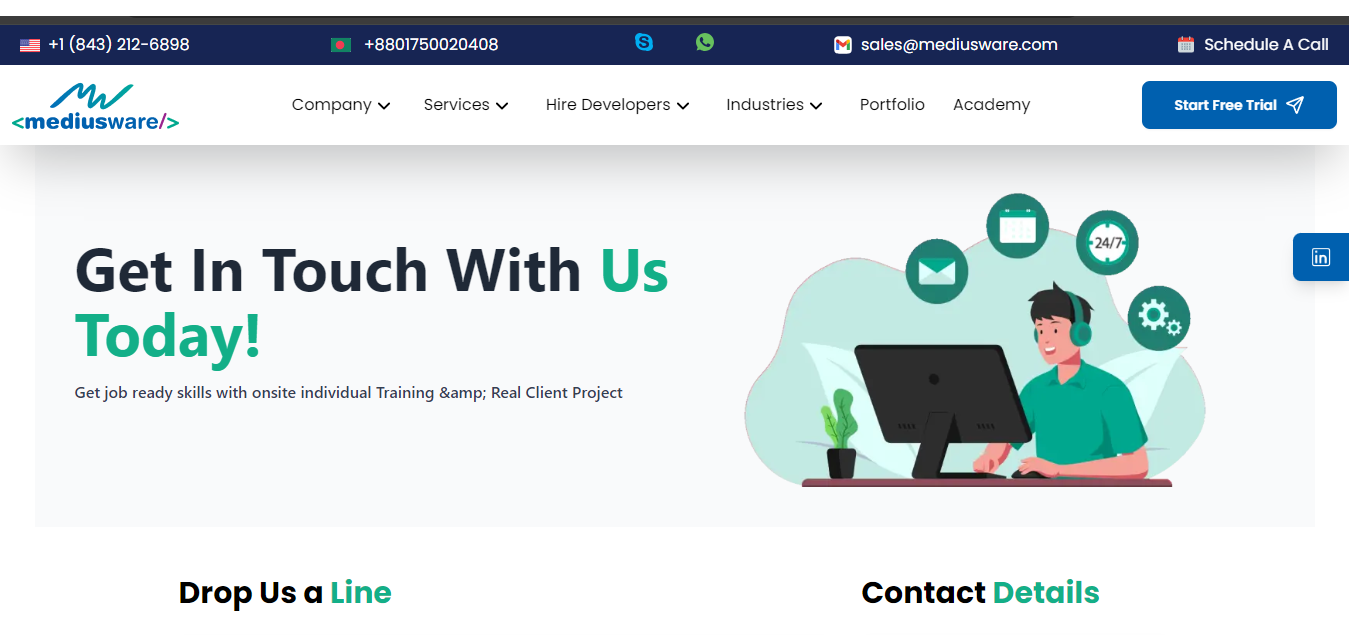 +1 (843) 212-6898 +8801750020408 sales@mediusware.com Schedule A Call
<mediusware/> Company Services Hire Developers Industries Portfolio Academy Start Free Trial
24/7
in
Get In Touch With Us
Today!
Get job ready skills with onsite individual Training &amp; Real Client Project
Drop Us a Line Contact Details